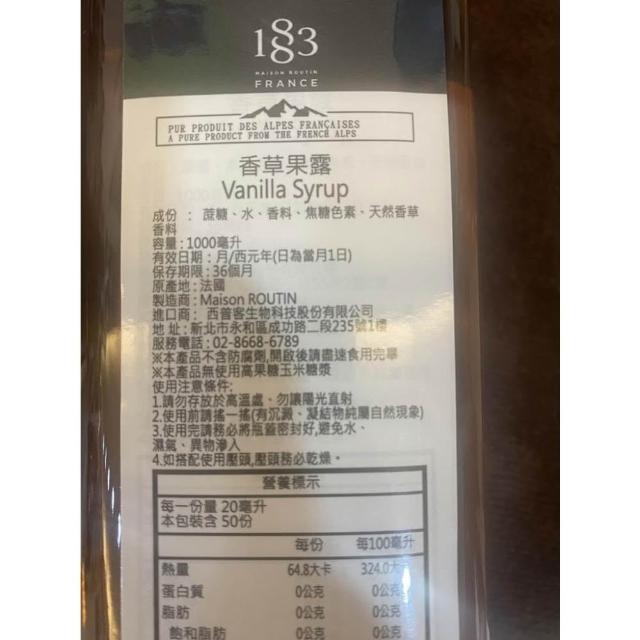 1883
MAISON ROUTIN
FRANCE
PUR PRODUIT DES ALPES FRANÇAISES
A PURE PRODUCT FROM THE FRENCH ALPS
香草果露
Vanilla Syrup
成份 : 蔗糖、水、香料、焦糖色素、天然香草
香料
容量:1000毫升
有效日期:月/西元年(日為當月1日)
保存期限:36個月
原產地:法國
製造商:Maison ROUTIN
進口商: 西普客生物科技股份有限公司
地 址:新北市永和區成功路二段235號1樓
服務電話:02-8668-6789
※本產品不含防腐劑,開啟後請盡速食用完畢
※本產品無使用高果糖玉米糖漿
使用注意條件:
1.請勿存放於高溫處、勿讓陽光直射
2.使用前請搖一搖(有沉澱、凝結物純屬自然現象)
3.使用完請務必將瓶蓋密封好,避免水、
濕氣、異物滲入
4.如搭配使用壓頭,壓頭務必乾燥。
營養標示
每一份量 20毫升
本包裝含 50份
每份 每100毫升
熱量 64.8大卡 324.0大卡
蛋白質 0公克 0公克
脂肪 0公克 0公克
飽和脂肪 0公克 0公克